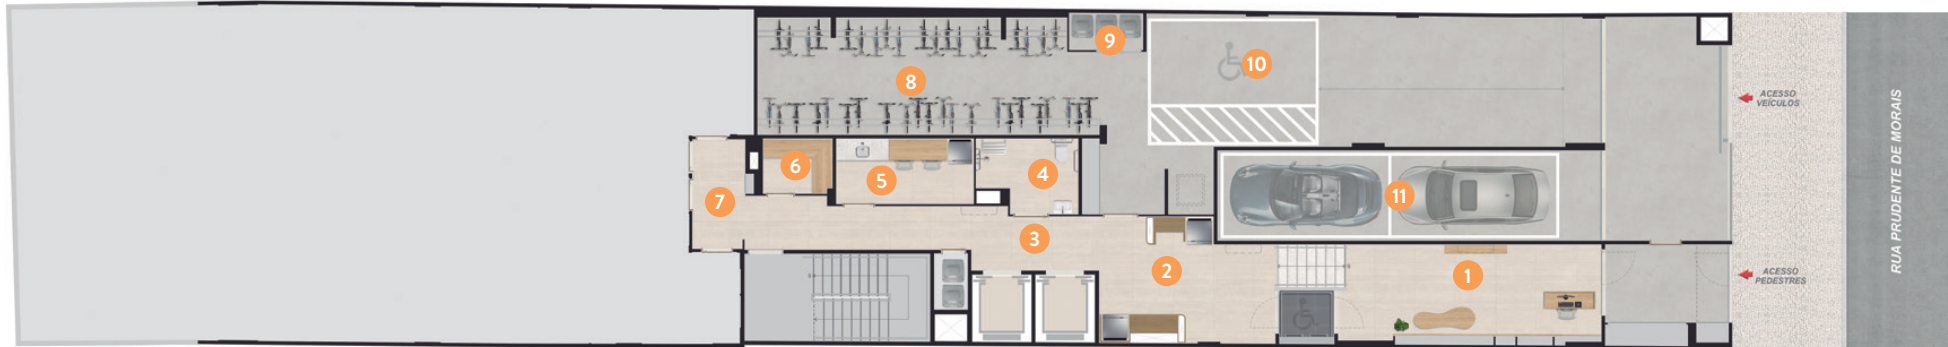 9
10
8
ACESSO
VEÍCULOS
RUA PRUDENTE DE MORAIS
6
5
4
7
11
3
2
1
ACESSO
PEDESTRES